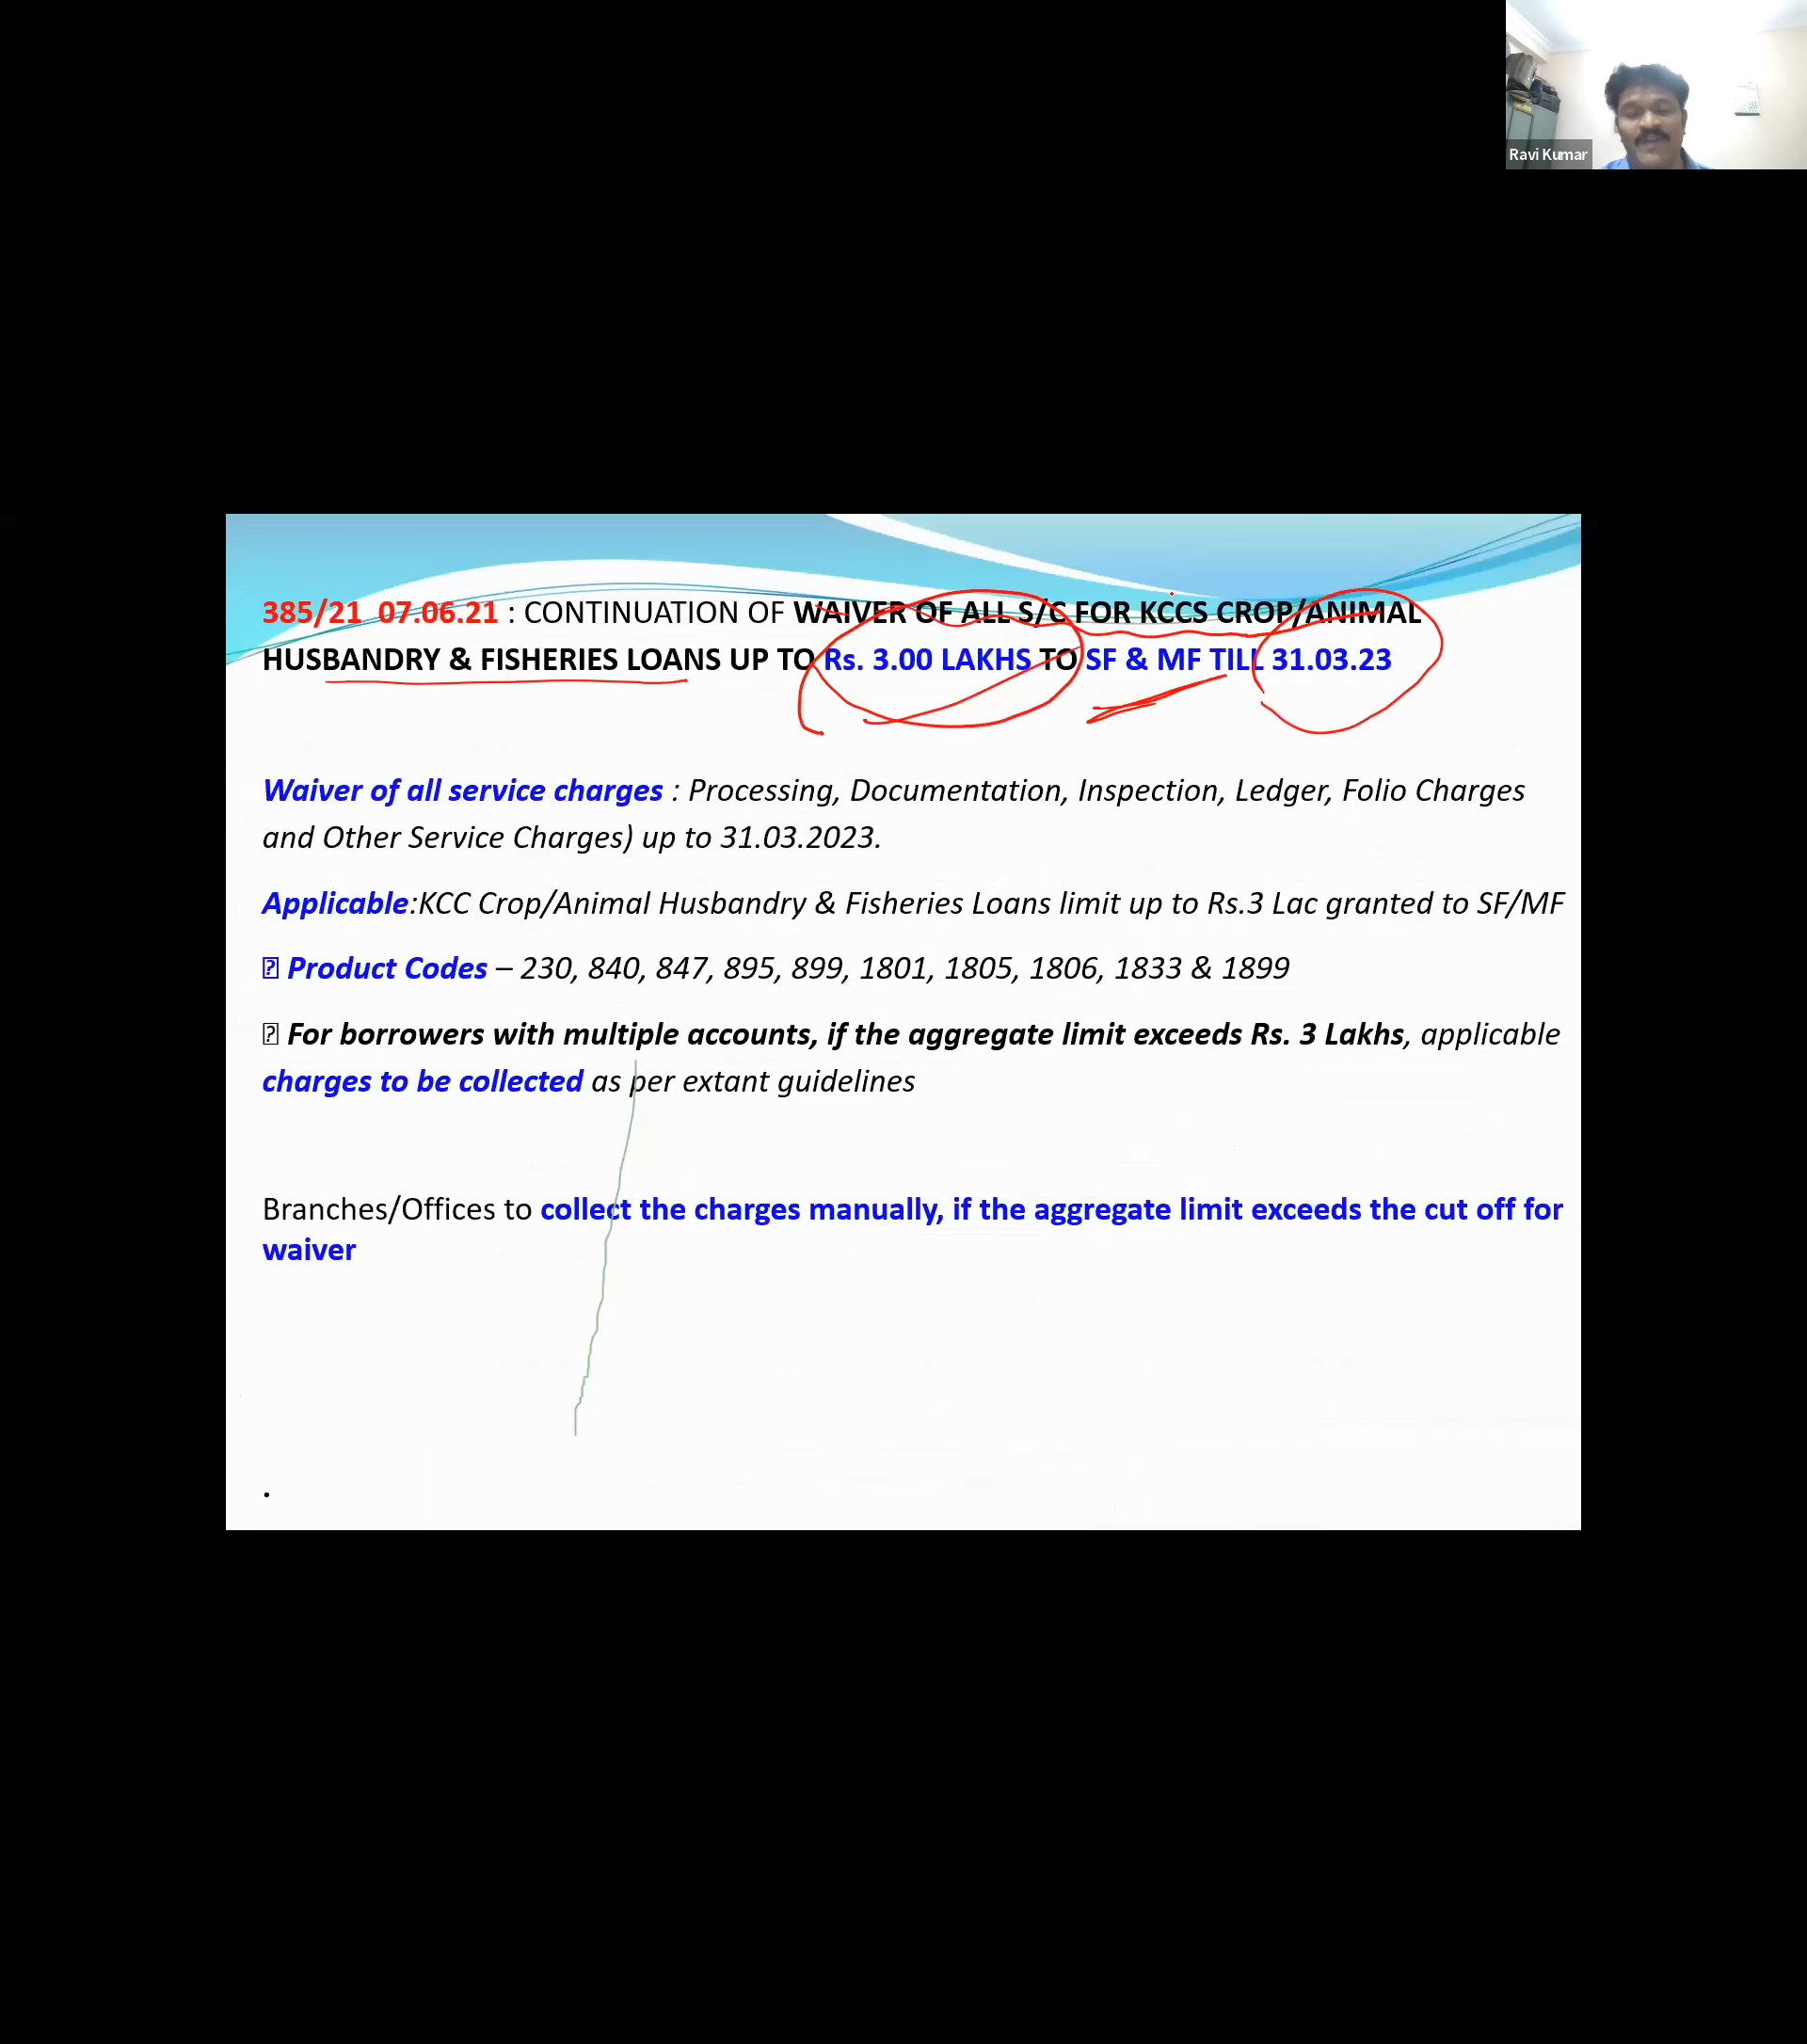 Ravi Kumar
385/21 07.06.21 : CONTINUATION OF WAIVER OF ALL S/C FOR KCCS CROP/ANIMAL
HUSBANDRY & FISHERIES LOANS UP TO Rs. 3.00 LAKHS TO SF & MF TILL 31.03.23
Waiver of all service charges : Processing, Documentation, Inspection, Ledger, Folio Charges
and Other Service Charges) up to 31.03.2023.
Applicable:KCC Crop/Animal Husbandry & Fisheries Loans limit up to Rs.3 Lac granted to SF/MF
⍰ Product Codes – 230, 840, 847, 895, 899, 1801, 1805, 1806, 1833 & 1899
⍰ For borrowers with multiple accounts, if the aggregate limit exceeds Rs. 3 Lakhs, applicable
charges to be collected as per extant guidelines
Branches/Offices to collect the charges manually, if the aggregate limit exceeds the cut off for
waiver
.